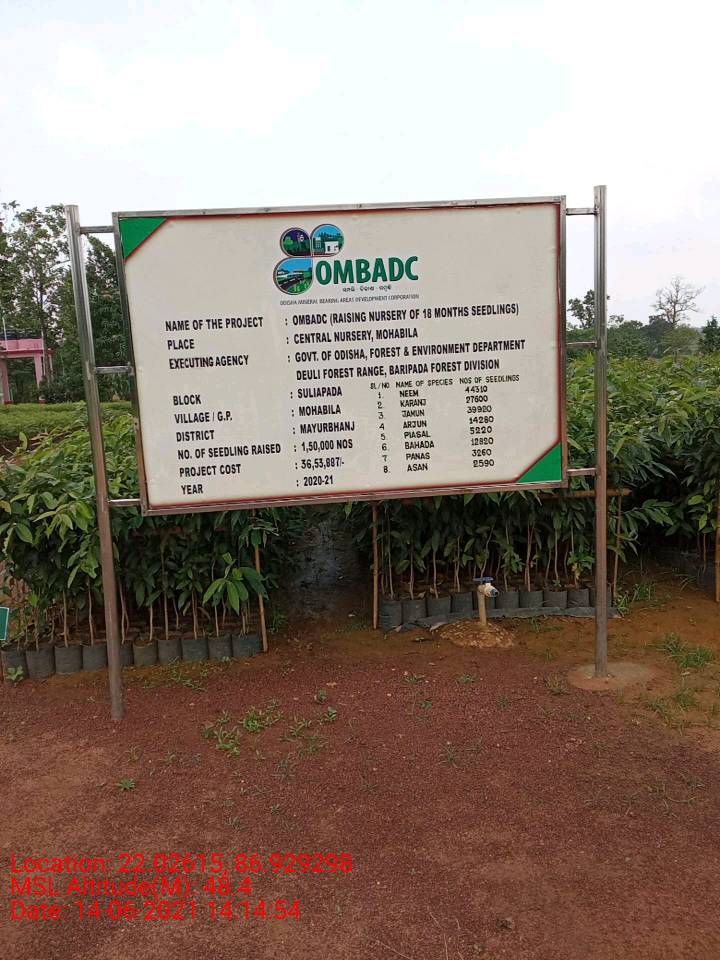 OMBADC
ସମୃଦ୍ଧି - ବିକାଶ - ଉନ୍ନତି
ODISHA MINERAL BEARING AREAS DEVELOPMENT CORPORATION
NAME OF THE PROJECT : OMBADC (RAISING NURSERY OF 18 MONTHS SEEDLINGS)
PLACE : CENTRAL NURSERY, MOHABILA
EXECUTING AGENCY : GOVT. OF ODISHA, FOREST & ENVIRONMENT DEPARTMENT
DEULI FOREST RANGE, BARIPADA FOREST DIVISION
BLOCK : SULIAPADA
VILLAGE / G.P. : MOHABILA
DISTRICT : MAYURBHANJ
NO. OF SEEDLING RAISED : 1,50,000 NOS
PROJECT COST : 36,53,887/-
YEAR : 2020-21
SL/NO. NAME OF SPECIES NOS OF SEEDLINGS
1. NEEM 44310
2. KARANJ 27600
3. JAMUN 39920
4 ARJUN 14280
5. PIASAL 5220
6. BAHADA 12820
7 PANAS 3260
8. ASAN 2590
Location: 22.02615, 86.929298
MSL Altitude(M): 48.4
Date: 14-06-2021 14:14:54